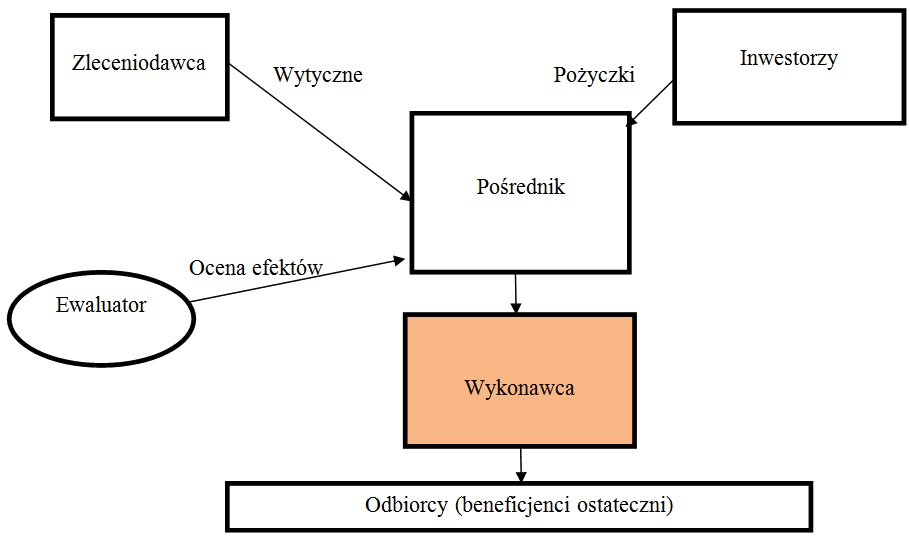 Zleceniodawca
Wytyczne
Pożyczki
Inwestorzy
Pośrednik
Ocena efektów
Ewaluator
Wykonawca
Odbiorcy (beneficjenci ostateczni)